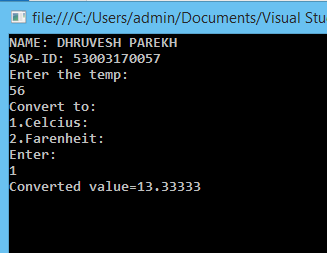 file:///C:/Users/admin/Documents/Visual Stu
NAME: DHRUVESH PAREKH
SAP-ID: 53003170057
Enter the temp:
56
Convert to:
1.Celcius:
2.Farenheit:
Enter:
1
Converted value=13.33333